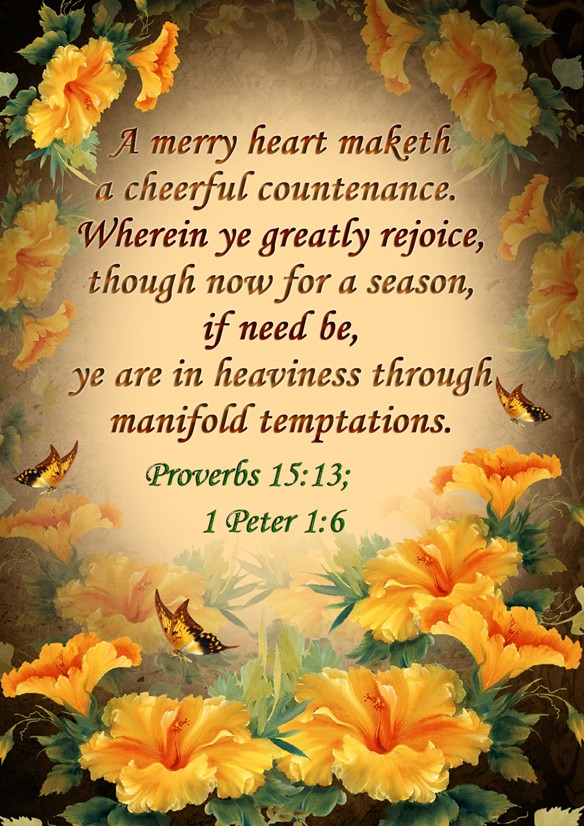 A merry heart maketh
a cheerful countenance.
Wherein ye greatly rejoice,
though now for a season,
if need be,
ye are in heaviness through
manifold temptations.
Proverbs 15:13;
1 Peter 1:6